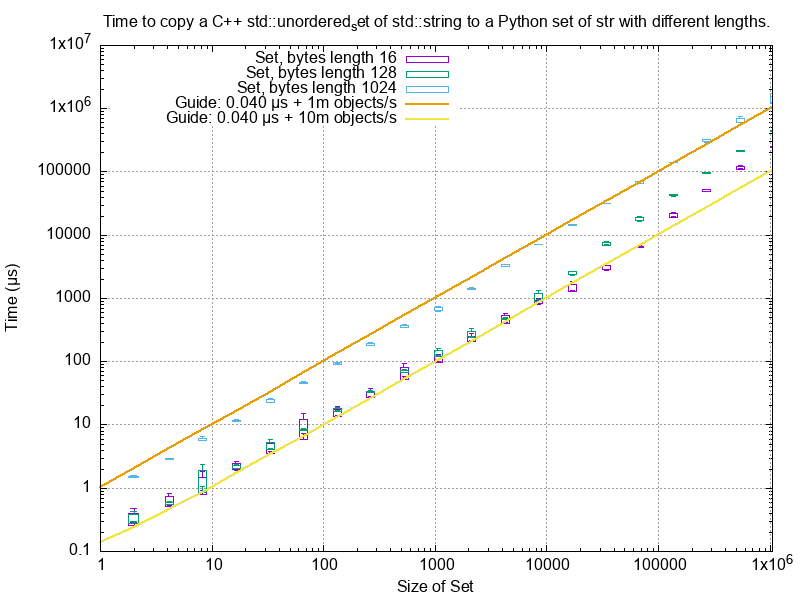 Time to copy a C++ std::unordered_set of std::string to a Python set of str with different lengths.
1x10^7
Set, bytes length 16
Set, bytes length 128
Set, bytes length 1024
Guide: 0.040 µs + 1m objects/s
Guide: 0.040 µs + 10m objects/s
1x10^6
100000
10000
1000
100
10
1
0.1
Time (µs)
1 10 100 1000 10000 100000 1x10^6
Size of Set